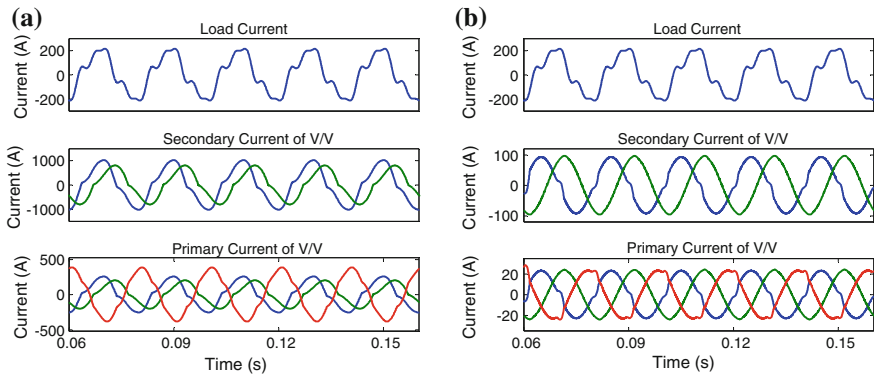 (a)
Load Current
Current (A)
200
0
-200
Secondary Current of V/V
Current (A)
1000
0
-1000
Primary Current of V/V
Current (A)
500
0
-500
0.06 0.09 0.12 0.15
Time (s)
(b)
Load Current
Current (A)
200
0
-200
Secondary Current of V/V
Current (A)
100
0
-100
Primary Current of V/V
Current (A)
20
0
-20
0.06 0.09 0.12 0.15
Time (s)